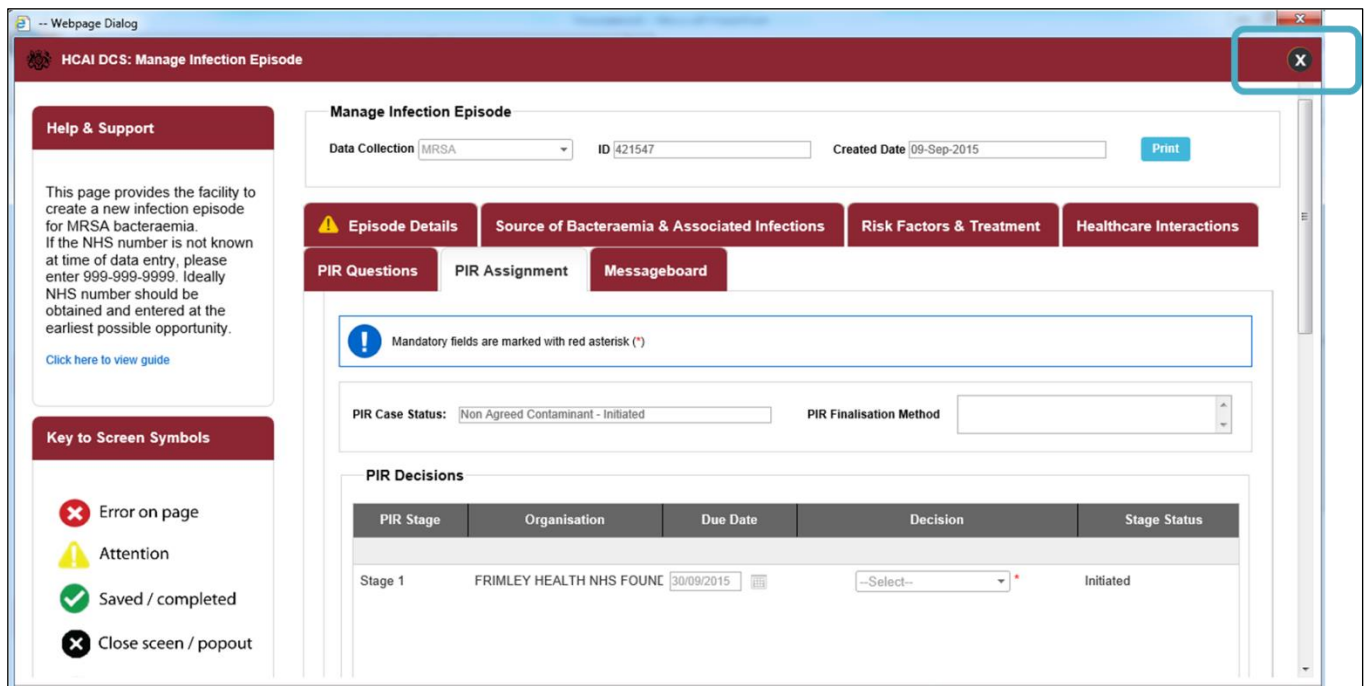 -- Webpage Dialog
HCAI DCS: Manage Infection Episode
X
Help & Support
This page provides the facility to
create a new infection episode
for MRSA bacteraemia.
If the NHS number is not known
at time of data entry, please
enter 999-999-9999. Ideally
NHS number should be
obtained and entered at the
earliest possible opportunity.
Click here to view guide
Key to Screen Symbols
Error on page
Attention
Saved / completed
Close sceen / popout
Manage Infection Episode
Data Collection MRSA ID 421547 Created Date 09-Sep-2015 Print
Episode Details Source of Bacteraemia & Associated Infections Risk Factors & Treatment Healthcare Interactions
PIR Questions PIR Assignment Messageboard
Mandatory fields are marked with red asterisk (*)
PIR Case Status: Non Agreed Contaminant - Initiated PIR Finalisation Method
PIR Decisions
PIR Stage Organisation Due Date Decision Stage Status
Stage 1 FRIMLEY HEALTH NHS FOUND 30/09/2015 --Select-- * Initiated